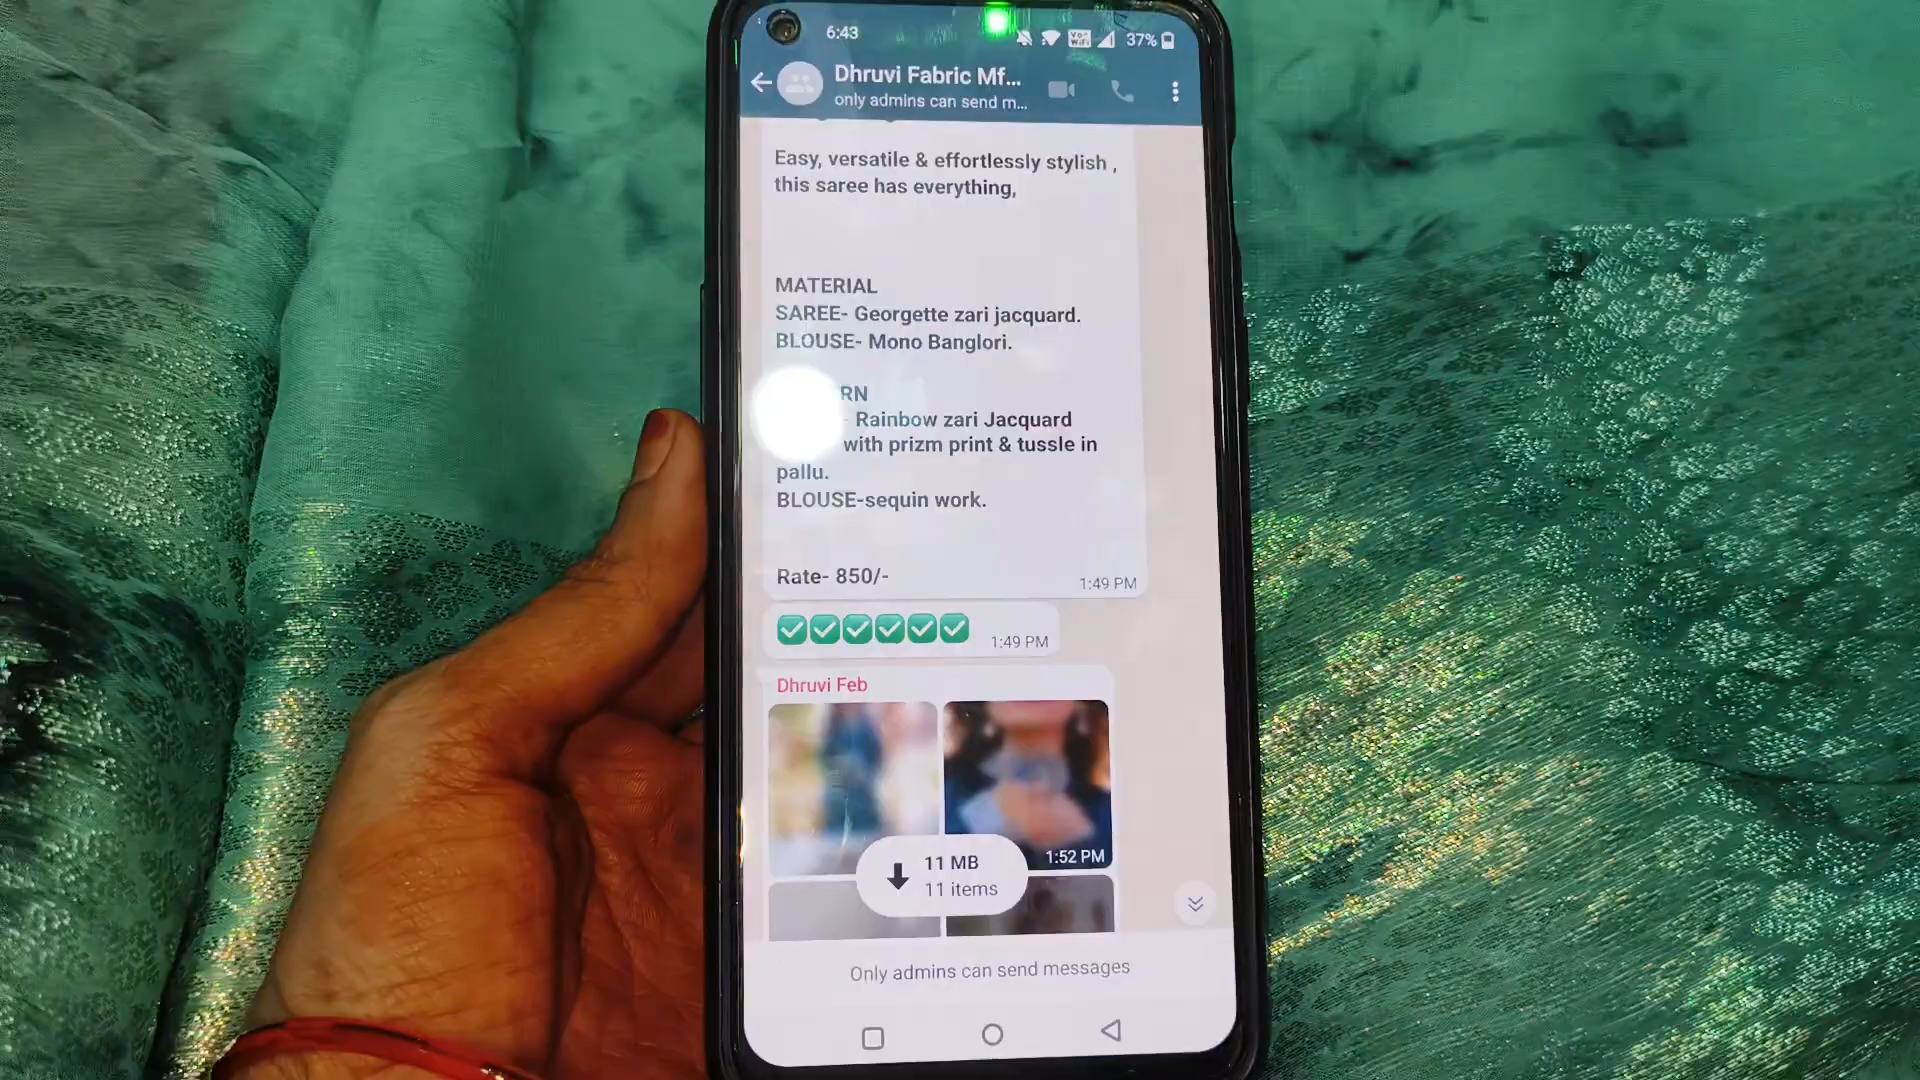 6:43
Vo
WiFi
37%
Dhruvi Fabric Mf...
only admins can send m...
Easy, versatile & effortlessly stylish ,
this saree has everything,
MATERIAL
SAREE- Georgette zari jacquard.
BLOUSE- Mono Banglori.
RN
- Rainbow zari Jacquard
with prizm print & tussle in
pallu.
BLOUSE-sequin work.
Rate- 850/-
1:49 PM
✅✅✅✅✅✅
1:49 PM
Dhruvi Feb
1:52 PM
11 MB
11 items
Only admins can send messages